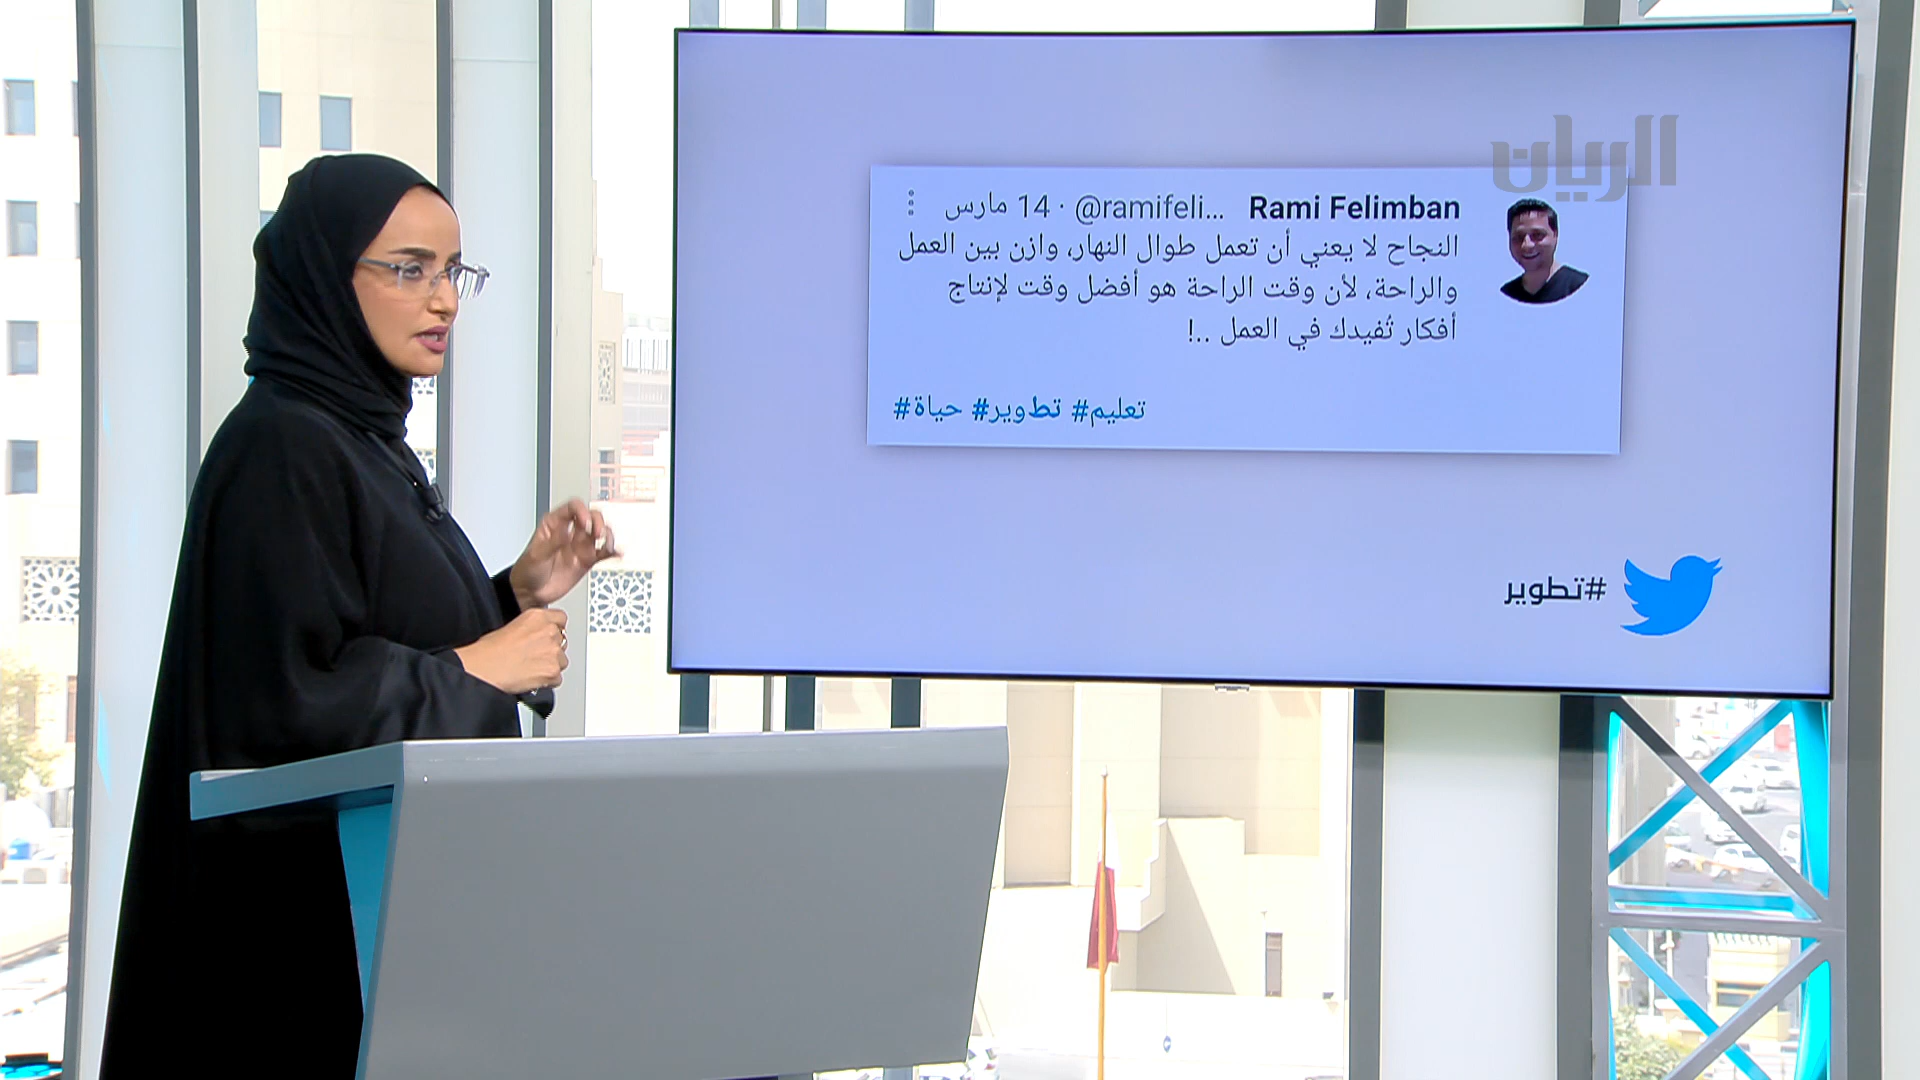 الريان
Rami Felimban @ramifeli... · 14 مارس
النجاح لا يعني أن تعمل طوال النهار، وازن بين العمل
والراحة، لأن وقت الراحة هو أفضل وقت لإنتاج
أفكار تُفيدك في العمل ..!
تعليم# تطوير# حياة#
#تطوير